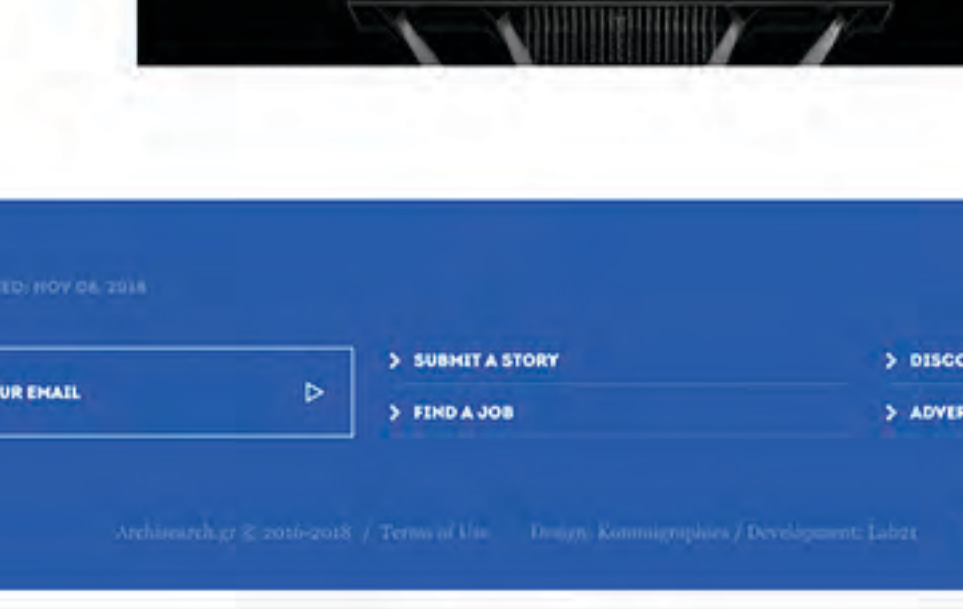 ED: NOV 08, 2018
UR EMAIL
SUBMIT A STORY
DISCO
FIND A JOB
ADVER
Archisearch.gr © 2016-2018 / Terms of Use Design: Kommigraphics / Development: Lab21